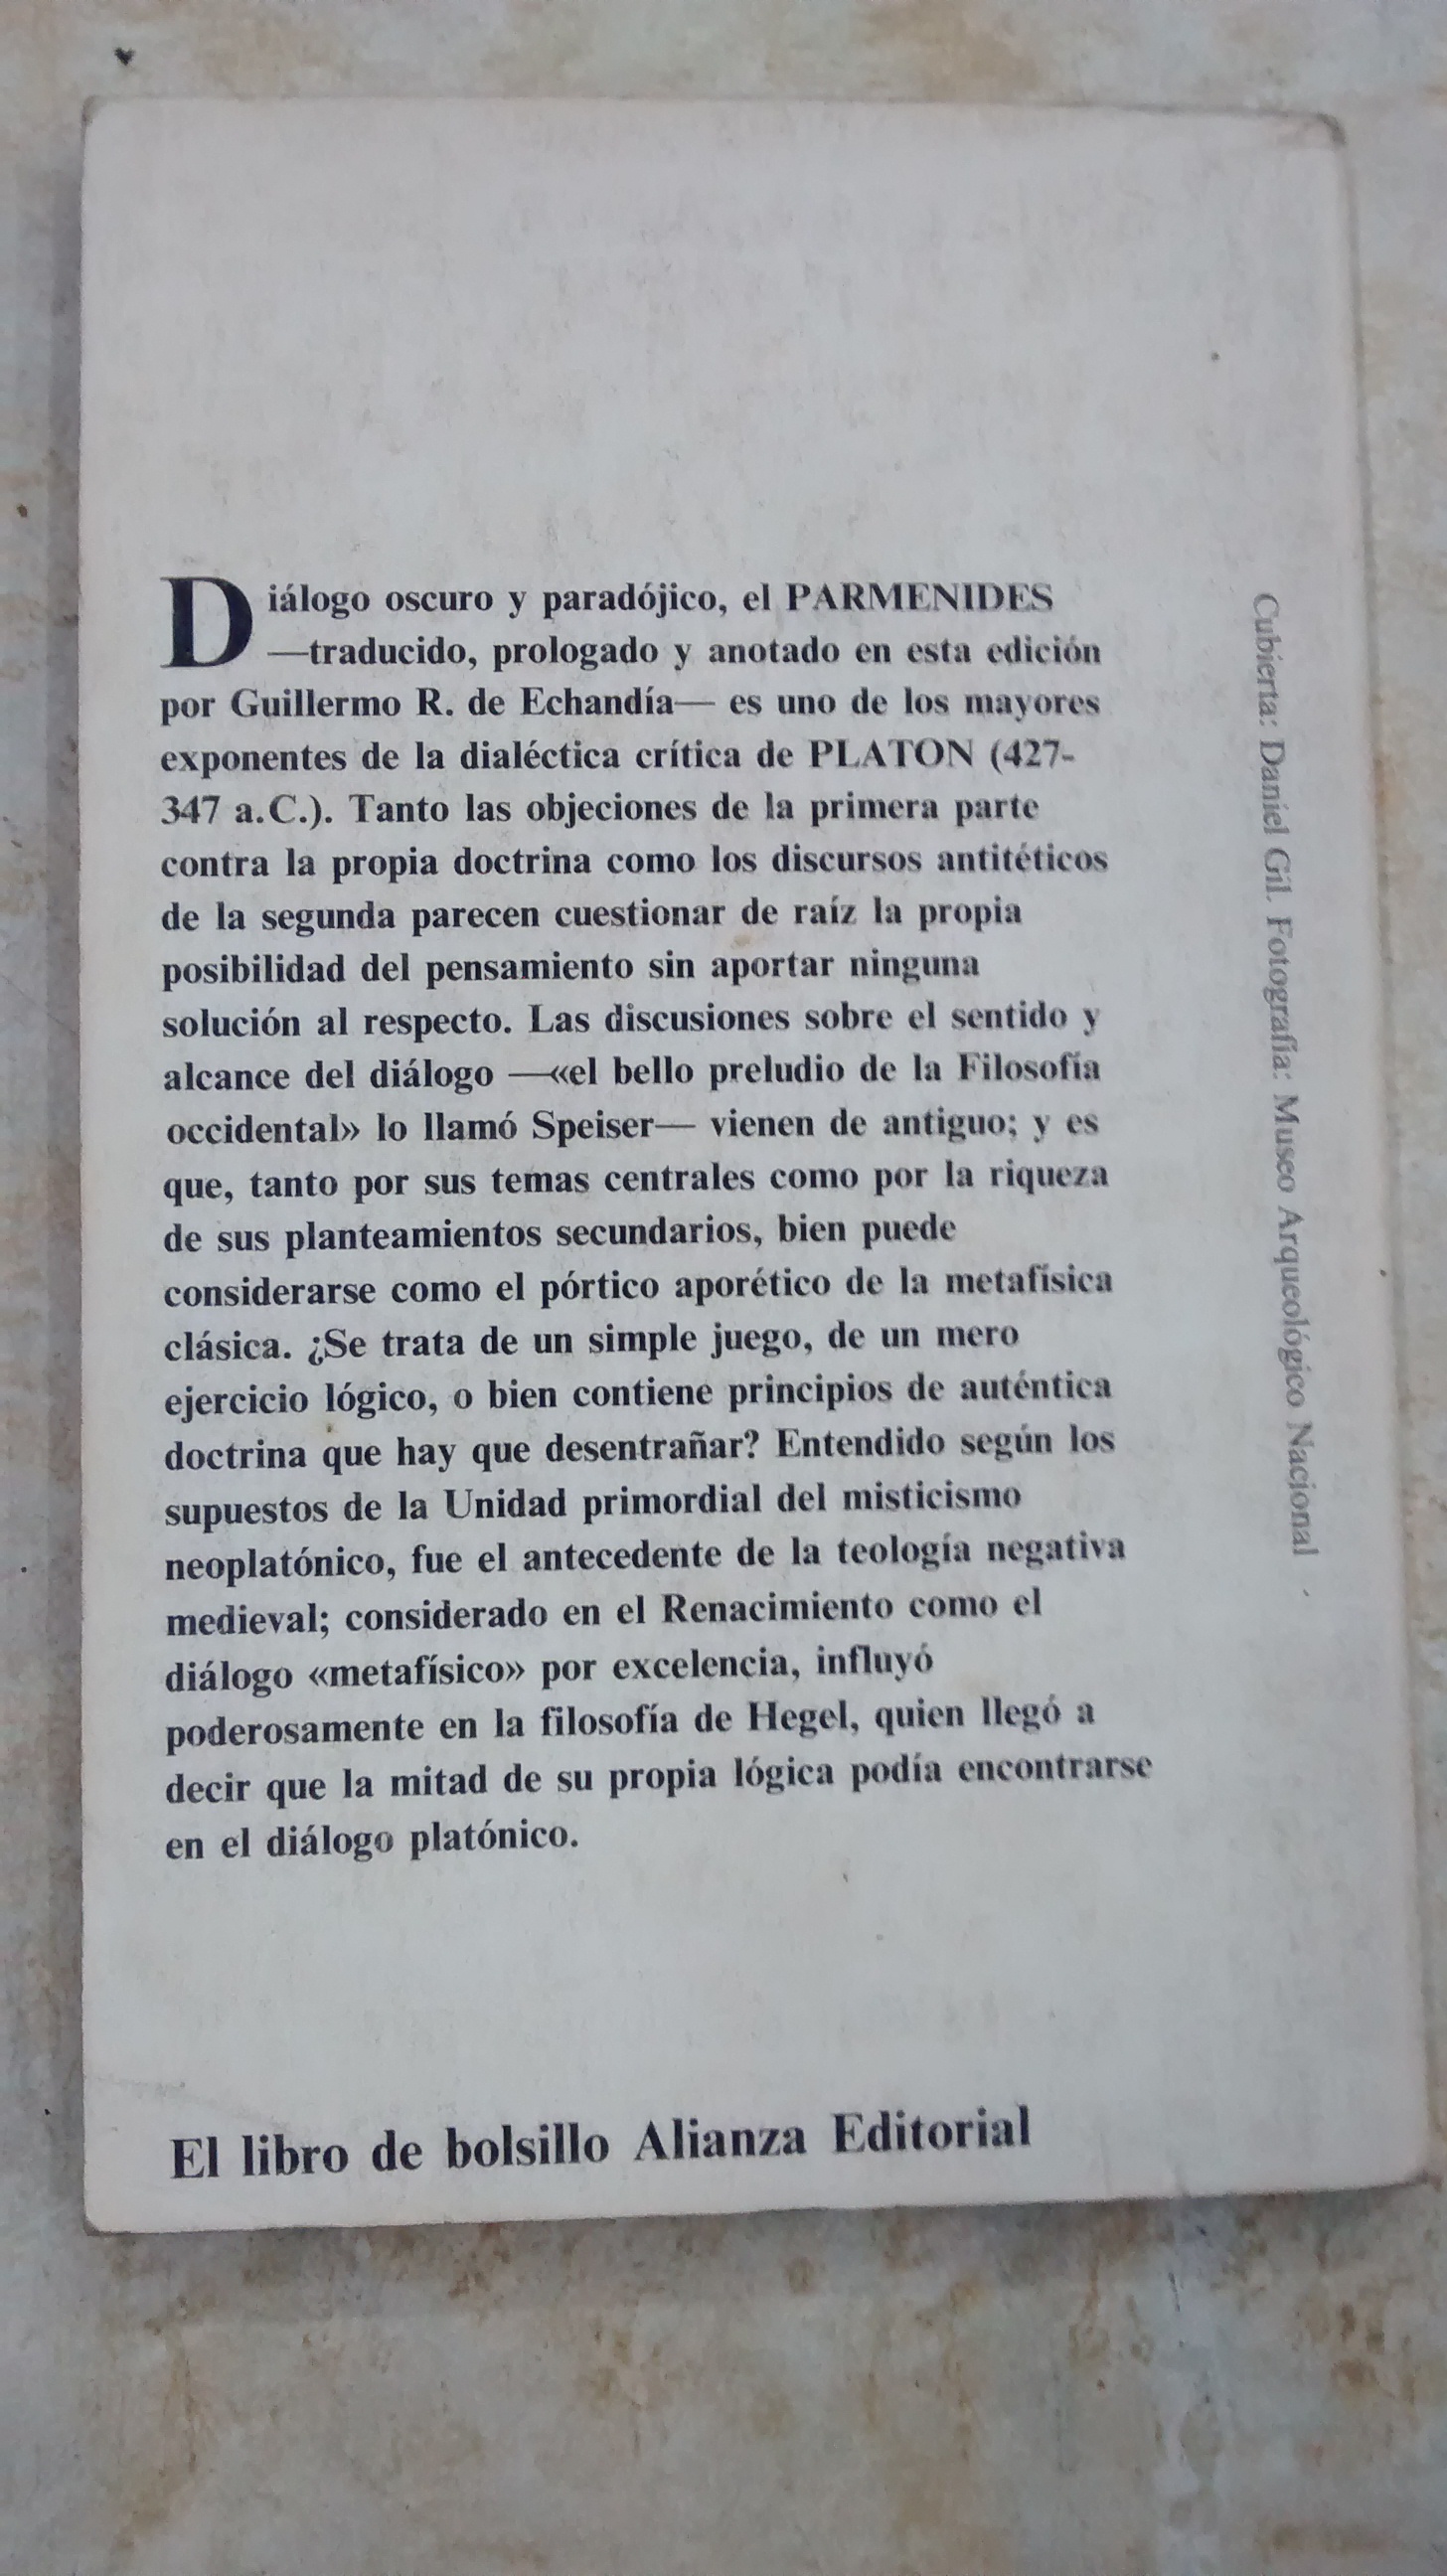 Diálogo oscuro y paradójico, el PARMENIDES
—traducido, prologado y anotado en esta edición
por Guillermo R. de Echandía— es uno de los mayores
exponentes de la dialéctica crítica de PLATON (427-
347 a.C.). Tanto las objeciones de la primera parte
contra la propia doctrina como los discursos antitéticos
de la segunda parecen cuestionar de raíz la propia
posibilidad del pensamiento sin aportar ninguna
solución al respecto. Las discusiones sobre el sentido y
alcance del diálogo —«el bello preludio de la Filosofía
occidental» lo llamó Speiser— vienen de antiguo; y es
que, tanto por sus temas centrales como por la riqueza
de sus planteamientos secundarios, bien puede
considerarse como el pórtico aporético de la metafísica
clásica. ¿Se trata de un simple juego, de un mero
ejercicio lógico, o bien contiene principios de auténtica
doctrina que hay que desentrañar? Entendido según los
supuestos de la Unidad primordial del misticismo
neoplatónico, fue el antecedente de la teología negativa
medieval; considerado en el Renacimiento como el
diálogo «metafísico» por excelencia, influyó
poderosamente en la filosofía de Hegel, quien llegó a
decir que la mitad de su propia lógica podía encontrarse
en el diálogo platónico.
El libro de bolsillo Alianza Editorial
Cubierta: Daniel Gil. Fotografía: Museo Arqueológico Nacional